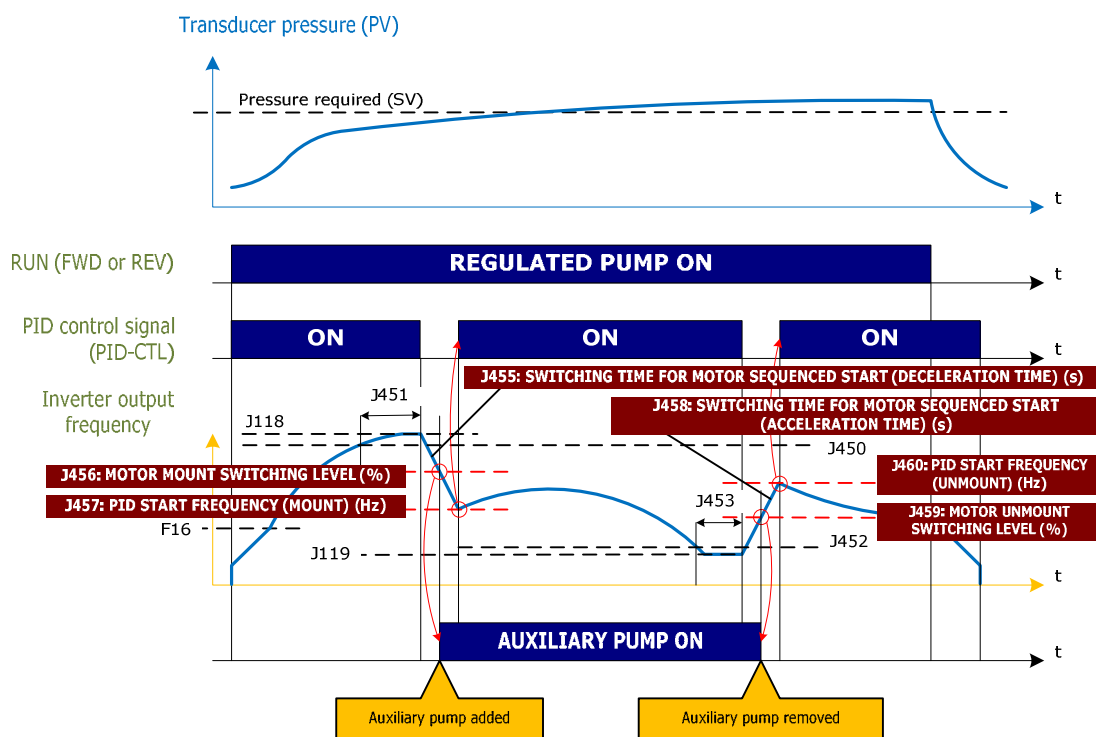 Transducer pressure (PV)
Pressure required (SV)
t
RUN (FWD or REV)
REGULATED PUMP ON
t
PID control signal
(PID-CTL)
ON
ON
ON
t
Inverter output
frequency
J451
J455: SWITCHING TIME FOR MOTOR SEQUENCED START (DECELERATION TIME) (s)
J458: SWITCHING TIME FOR MOTOR SEQUENCED START
(ACCELERATION TIME) (s)
J118
J450
J456: MOTOR MOUNT SWITCHING LEVEL (%)
J460: PID START FREQUENCY
(UNMOUNT) (Hz)
J457: PID START FREQUENCY (MOUNT) (Hz)
J453
J459: MOTOR UNMOUNT
SWITCHING LEVEL (%)
F16
J119
J452
t
AUXILIARY PUMP ON
t
Auxiliary pump added
Auxiliary pump removed